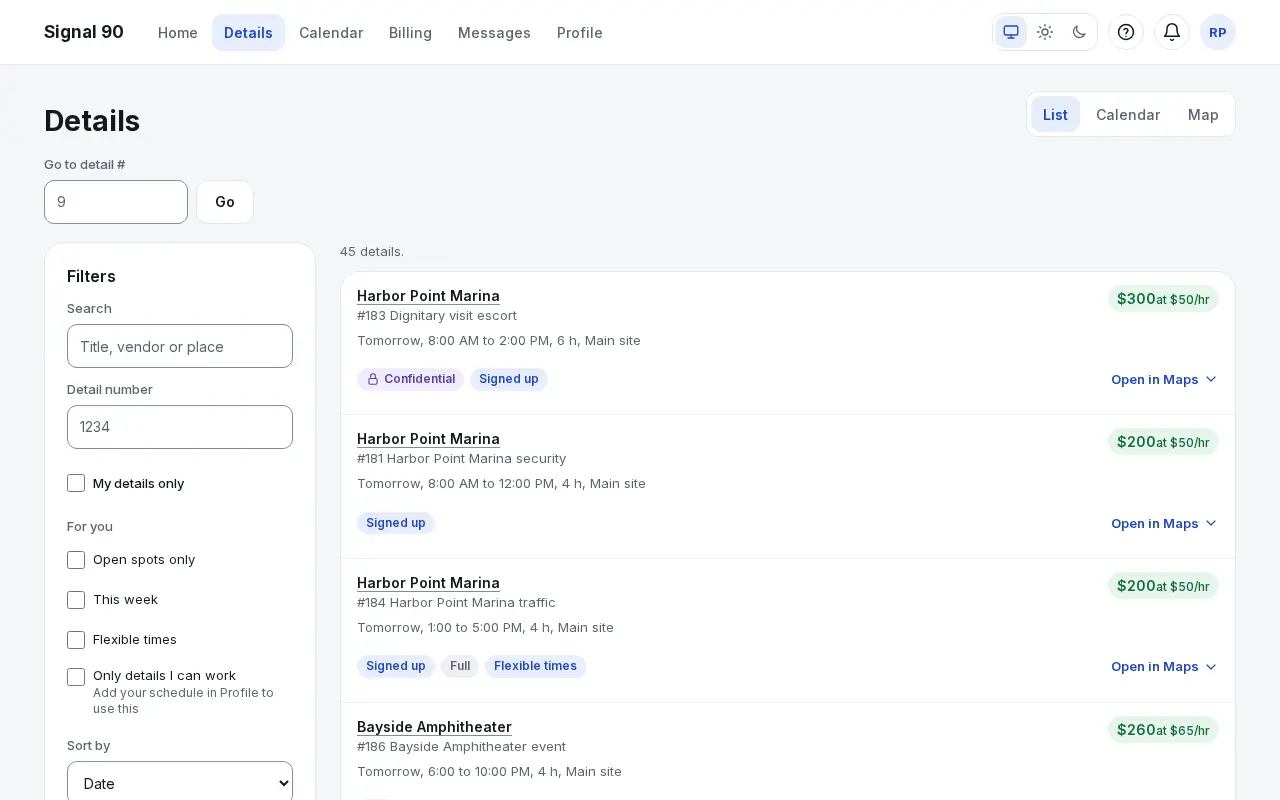 Signal 90
Home
Details
Calendar
Billing
Messages
Profile
RP
Details
List
Calendar
Map
Go to detail #
9
Go
Filters
Search
Title, vendor or place
Detail number
1234
My details only
For you
Open spots only
This week
Flexible times
Only details I can work
Add your schedule in Profile to
use this
Sort by
Date
45 details.
Harbor Point Marina
$300 at $50/hr
#183 Dignitary visit escort
Tomorrow, 8:00 AM to 2:00 PM, 6 h, Main site
Confidential
Signed up
Open in Maps
Harbor Point Marina
$200 at $50/hr
#181 Harbor Point Marina security
Tomorrow, 8:00 AM to 12:00 PM, 4 h, Main site
Signed up
Open in Maps
Harbor Point Marina
$200 at $50/hr
#184 Harbor Point Marina traffic
Tomorrow, 1:00 to 5:00 PM, 4 h, Main site
Signed up
Full
Flexible times
Open in Maps
Bayside Amphitheater
$260 at $65/hr
#186 Bayside Amphitheater event
Tomorrow, 6:00 to 10:00 PM, 4 h, Main site